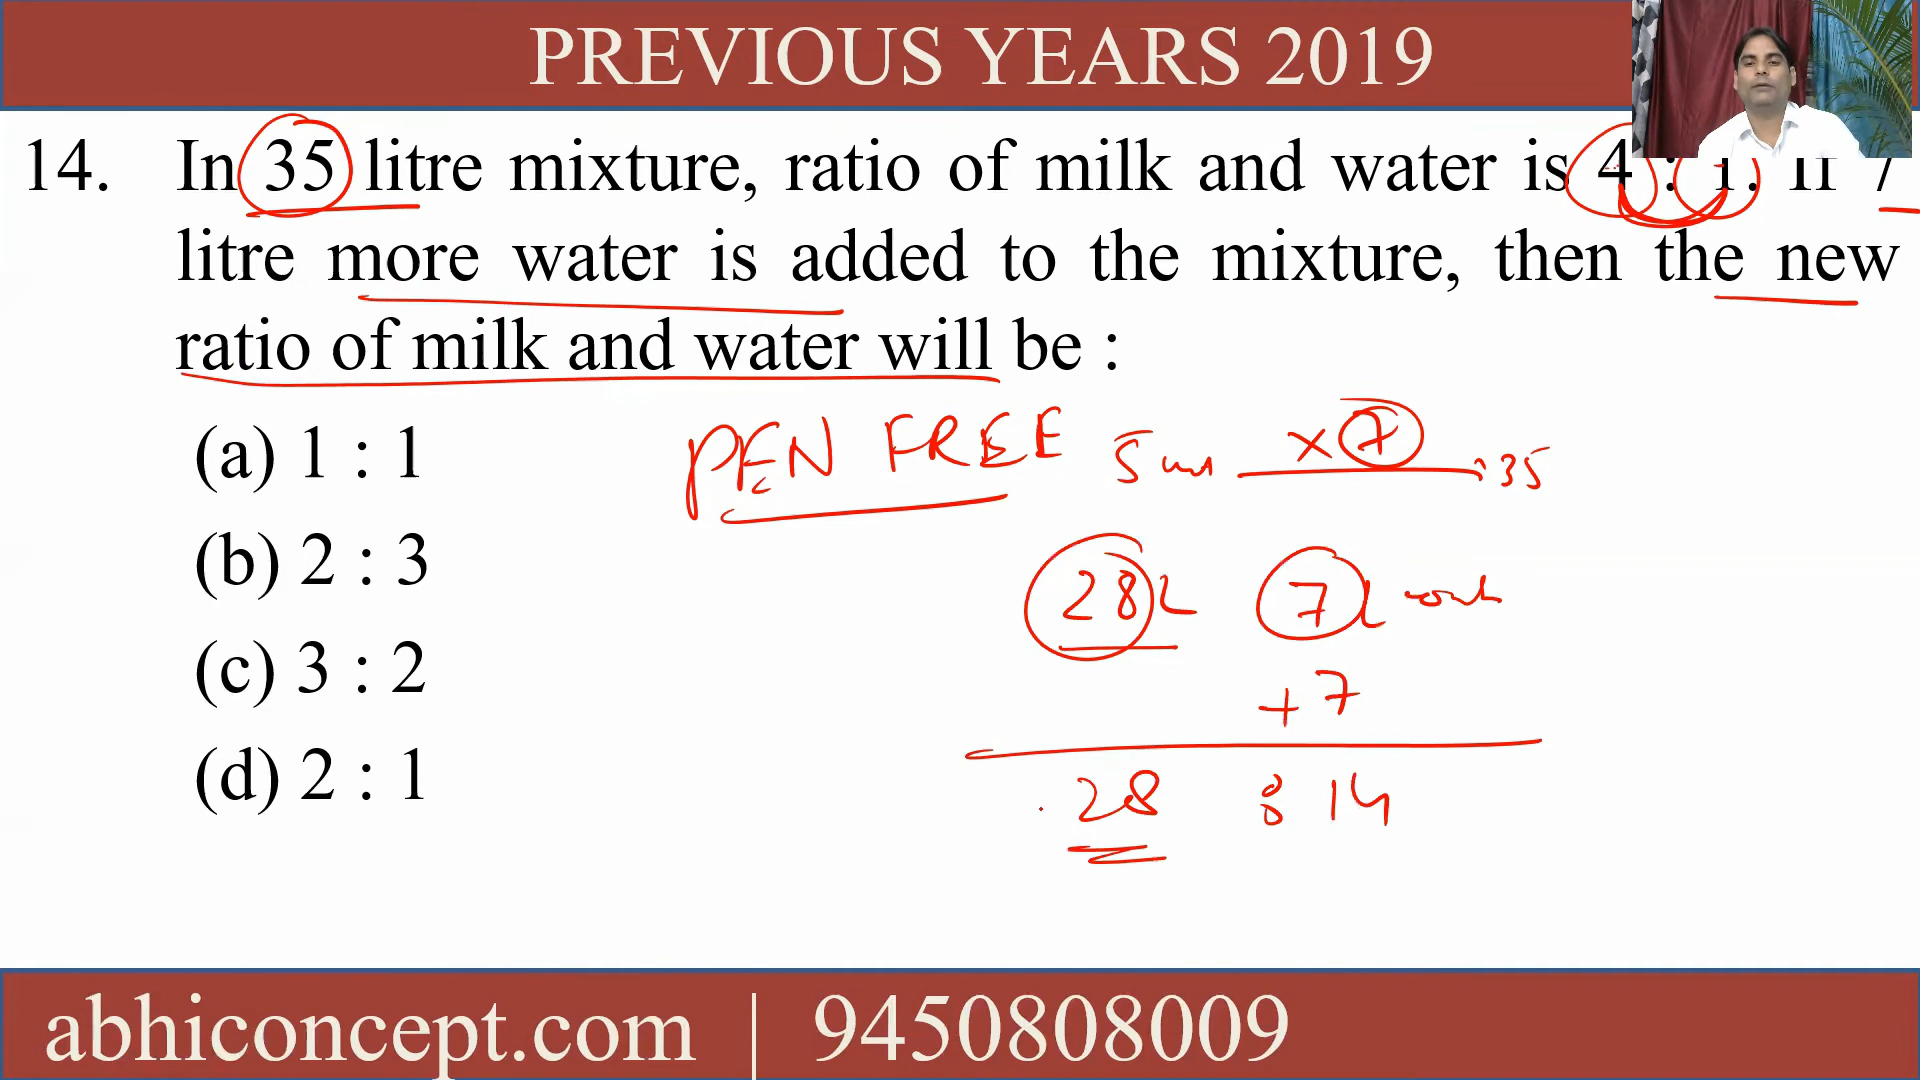 PREVIOUS YEARS 2019
14. In 35 litre mixture, ratio of milk and water is 4 : 1. If 7
litre more water is added to the mixture, then the new
ratio of milk and water will be :
(a) 1 : 1
PEN FREE 5 ×7 35
(b) 2 : 3
28L 7L
(c) 3 : 2
+7
(d) 2 : 1
28 : 14
abhiconcept.com | 9450808009